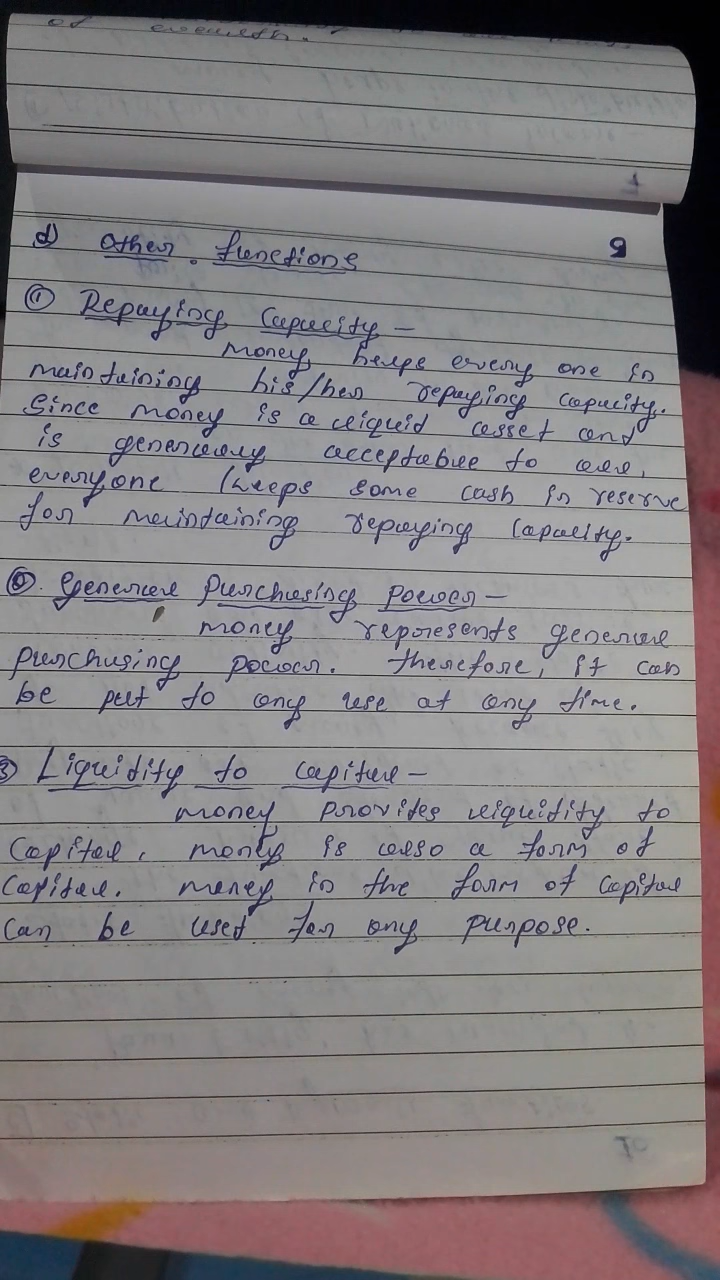 of wealth.
d) Other functions
9
① Repaying Capacity –
Money helps every one in
maintaining his/her repaying capacity.
Since money is a liquid asset and
is generally acceptable to all,
everyone keeps some cash in reserve
for maintaining repaying capacity.
②. General Purchasing Power –
money represents general
purchasing power. Therefore, it can
be put to any use at any time.
3) Liquidity to capital –
money provides liquidity to
capital. money is also a form of
capital. money in the form of capital
can be used for any purpose.
10